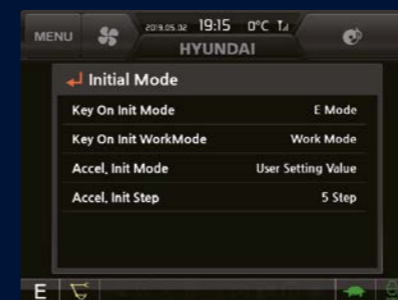 MENU
2019.05.02 19:15 0°C
HYUNDAI
Initial Mode
Key On Init Mode E Mode
Key On Init WorkMode Work Mode
Accel. Init Mode User Setting Value
Accel. Init Step 5 Step
E